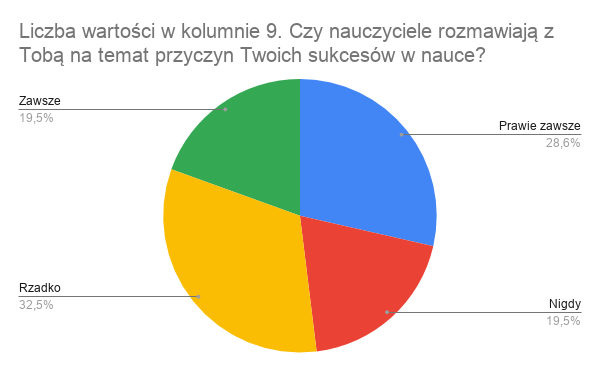 Liczba wartości w kolumnie 9. Czy nauczyciele rozmawiają z
Tobą na temat przyczyn Twoich sukcesów w nauce?
Zawsze
19,5%
Prawie zawsze
28,6%
Rzadko
32,5%
Nigdy
19,5%